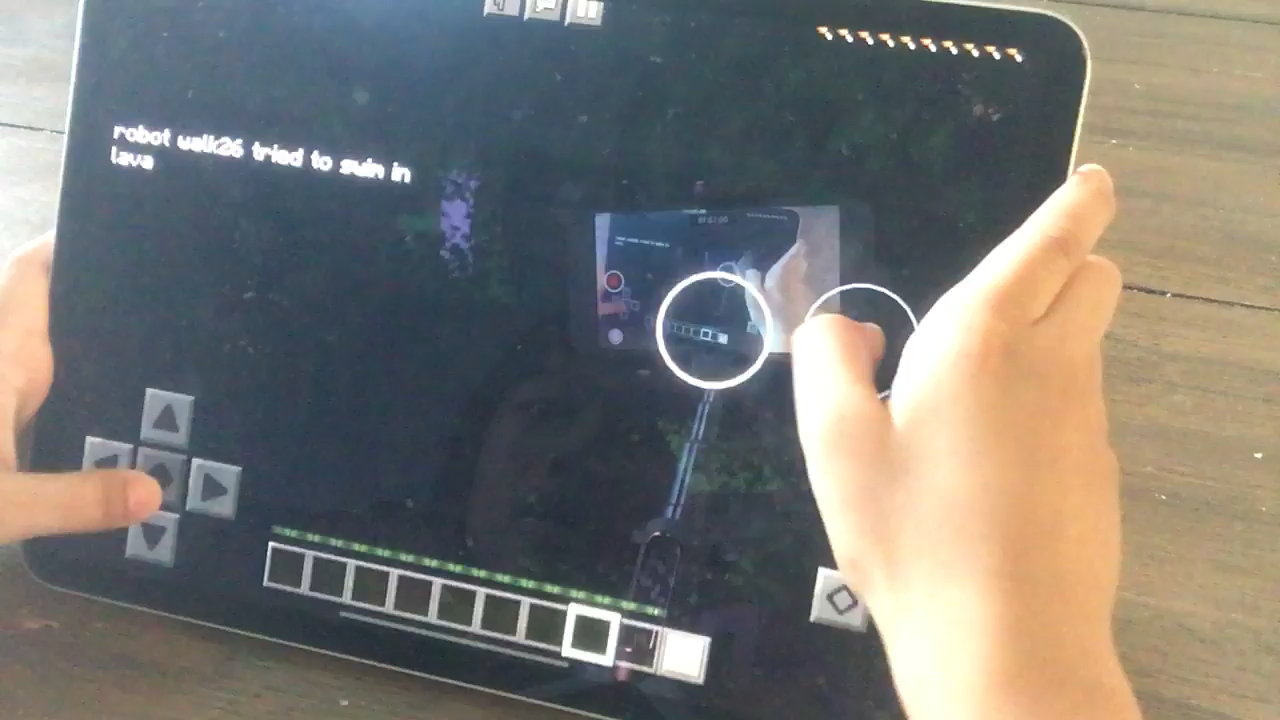 robot walk26 tried to swim in
lava